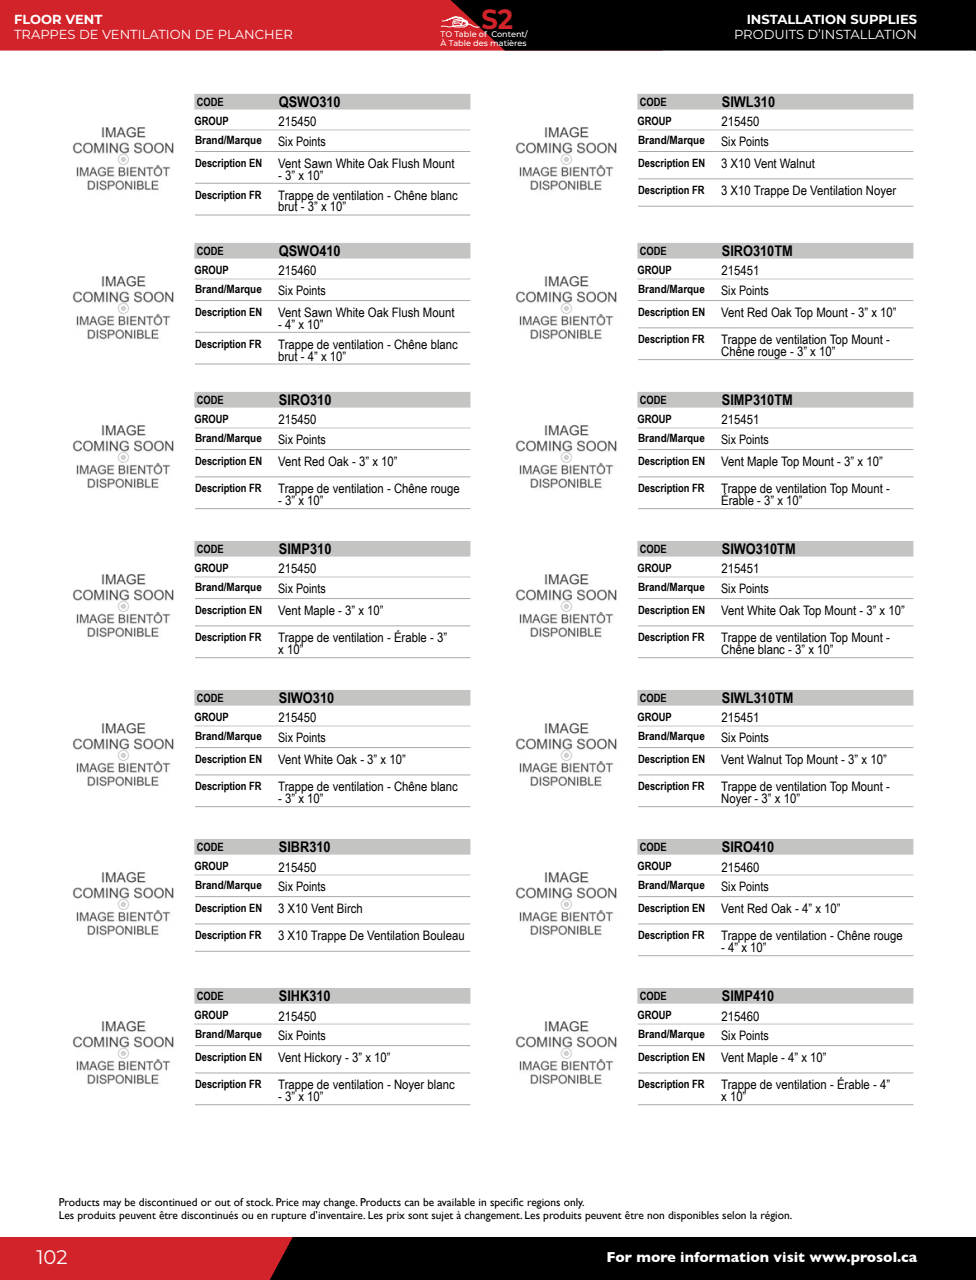 FLOOR VENT
TRAPPES DE VENTILATION DE PLANCHER
S2
TO Table of Content/
À Table des matières
INSTALLATION SUPPLIES
PRODUITS D'INSTALLATION
IMAGE
COMING SOON
IMAGE BIENTÔT
DISPONIBLE
CODE QSWO310
GROUP 215450
Brand/Marque Six Points
Description EN Vent Sawn White Oak Flush Mount
- 3” x 10”
Description FR Trappe de ventilation - Chêne blanc
brut - 3” x 10”
IMAGE
COMING SOON
IMAGE BIENTÔT
DISPONIBLE
CODE QSWO410
GROUP 215460
Brand/Marque Six Points
Description EN Vent Sawn White Oak Flush Mount
- 4” x 10”
Description FR Trappe de ventilation - Chêne blanc
brut - 4” x 10”
IMAGE
COMING SOON
IMAGE BIENTÔT
DISPONIBLE
CODE SIRO310
GROUP 215450
Brand/Marque Six Points
Description EN Vent Red Oak - 3” x 10”
Description FR Trappe de ventilation - Chêne rouge
- 3” x 10”
IMAGE
COMING SOON
IMAGE BIENTÔT
DISPONIBLE
CODE SIMP310
GROUP 215450
Brand/Marque Six Points
Description EN Vent Maple - 3” x 10”
Description FR Trappe de ventilation - Érable - 3”
x 10”
IMAGE
COMING SOON
IMAGE BIENTÔT
DISPONIBLE
CODE SIWO310
GROUP 215450
Brand/Marque Six Points
Description EN Vent White Oak - 3” x 10”
Description FR Trappe de ventilation - Chêne blanc
- 3” x 10”
IMAGE
COMING SOON
IMAGE BIENTÔT
DISPONIBLE
CODE SIBR310
GROUP 215450
Brand/Marque Six Points
Description EN 3 X10 Vent Birch
Description FR 3 X10 Trappe De Ventilation Bouleau
IMAGE
COMING SOON
IMAGE BIENTÔT
DISPONIBLE
CODE SIHK310
GROUP 215450
Brand/Marque Six Points
Description EN Vent Hickory - 3” x 10”
Description FR Trappe de ventilation - Noyer blanc
- 3” x 10”
IMAGE
COMING SOON
IMAGE BIENTÔT
DISPONIBLE
CODE SIWL310
GROUP 215450
Brand/Marque Six Points
Description EN 3 X10 Vent Walnut
Description FR 3 X10 Trappe De Ventilation Noyer
IMAGE
COMING SOON
IMAGE BIENTÔT
DISPONIBLE
CODE SIRO310TM
GROUP 215451
Brand/Marque Six Points
Description EN Vent Red Oak Top Mount - 3” x 10”
Description FR Trappe de ventilation Top Mount -
Chêne rouge - 3” x 10”
IMAGE
COMING SOON
IMAGE BIENTÔT
DISPONIBLE
CODE SIMP310TM
GROUP 215451
Brand/Marque Six Points
Description EN Vent Maple Top Mount - 3” x 10”
Description FR Trappe de ventilation Top Mount -
Érable - 3” x 10”
IMAGE
COMING SOON
IMAGE BIENTÔT
DISPONIBLE
CODE SIWO310TM
GROUP 215451
Brand/Marque Six Points
Description EN Vent White Oak Top Mount - 3” x 10”
Description FR Trappe de ventilation Top Mount -
Chêne blanc - 3” x 10”
IMAGE
COMING SOON
IMAGE BIENTÔT
DISPONIBLE
CODE SIWL310TM
GROUP 215451
Brand/Marque Six Points
Description EN Vent Walnut Top Mount - 3” x 10”
Description FR Trappe de ventilation Top Mount -
Noyer - 3” x 10”
IMAGE
COMING SOON
IMAGE BIENTÔT
DISPONIBLE
CODE SIRO410
GROUP 215460
Brand/Marque Six Points
Description EN Vent Red Oak - 4” x 10”
Description FR Trappe de ventilation - Chêne rouge
- 4” x 10”
IMAGE
COMING SOON
IMAGE BIENTÔT
DISPONIBLE
CODE SIMP410
GROUP 215460
Brand/Marque Six Points
Description EN Vent Maple - 4” x 10”
Description FR Trappe de ventilation - Érable - 4”
x 10”
Products may be discontinued or out of stock. Price may change. Products can be available in specific regions only.
Les produits peuvent être discontinués ou en rupture d'inventaire. Les prix sont sujet à changement. Les produits peuvent être non disponibles selon la région.
102
For more information visit www.prosol.ca